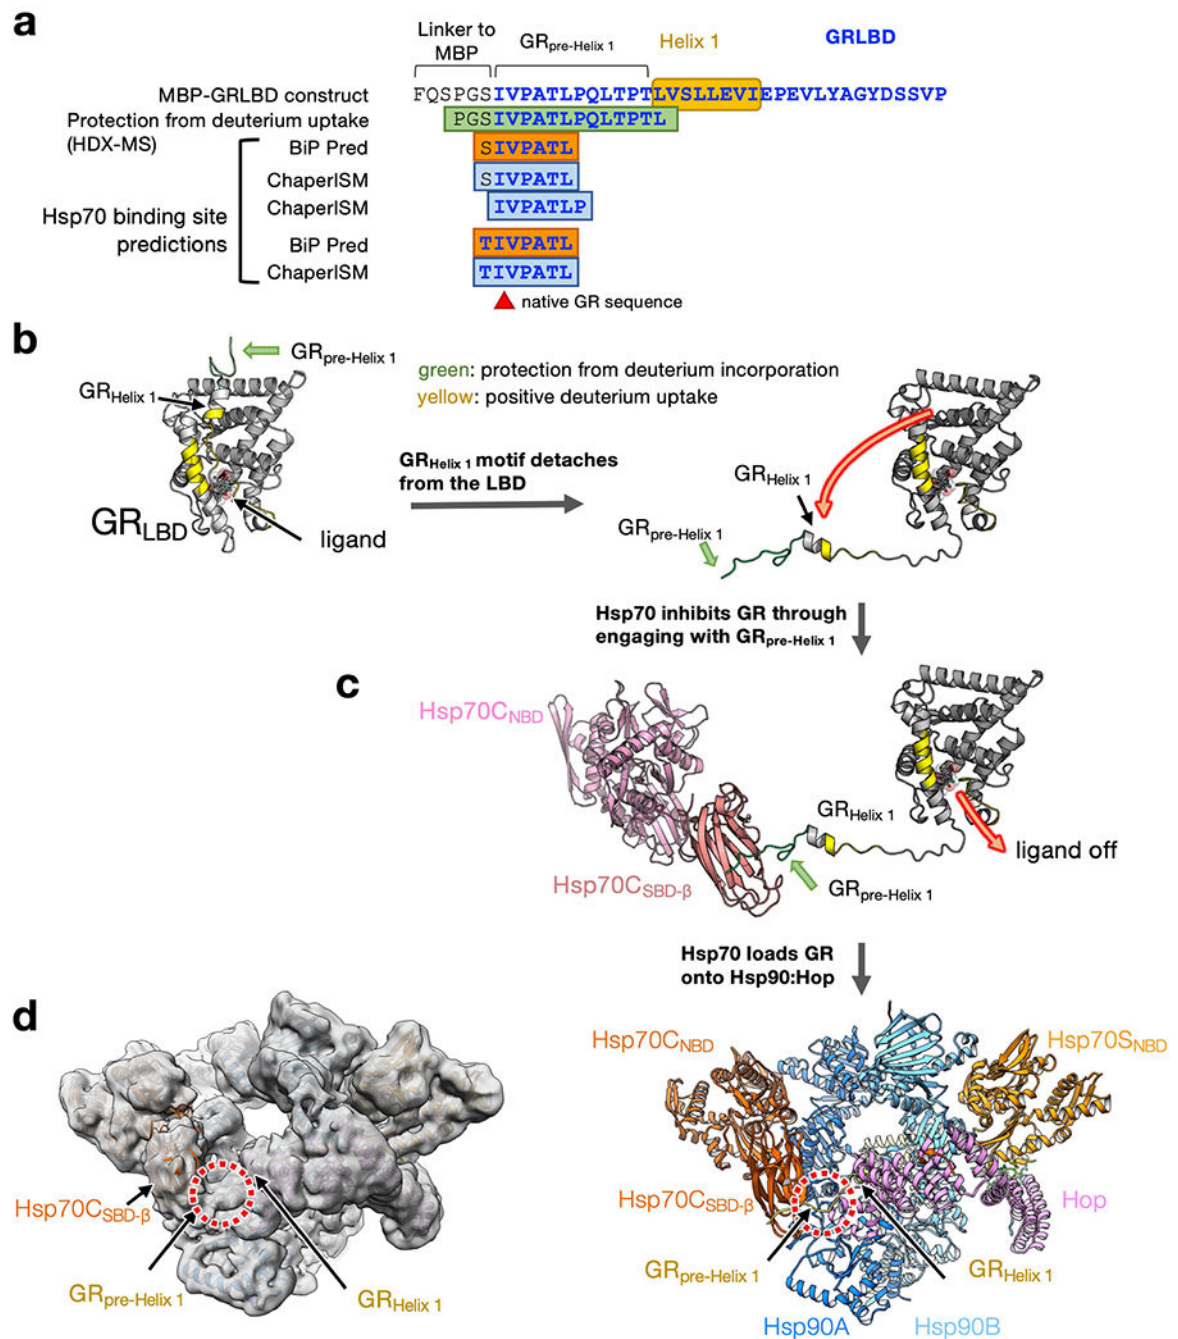 a
Linker to
MBP
GRpre-Helix 1
Helix 1
GRLBD
MBP-GRLBD construct
FQSPGSIVPATLPQLTPTLVSLLEVIEPEVLYAGYDSSVP
Protection from deuterium uptake
(HDX-MS)
PGSIVPATLPQLTPTL
BiP Pred
SIVPATL
ChaperISM
SIVPATL
ChaperISM
IVPATLP
Hsp70 binding site
predictions
BiP Pred
TIVPATL
ChaperISM
TIVPATL
native GR sequence
b
GRpre-Helix 1
GRHelix 1
green: protection from deuterium incorporation
yellow: positive deuterium uptake
GRHelix 1 motif detaches
from the LBD
GRLBD
ligand
GRHelix 1
GRpre-Helix 1
Hsp70 inhibits GR through
engaging with GRpre-Helix 1
c
Hsp70CNBD
GRHelix 1
ligand off
Hsp70CSBD-β
GRpre-Helix 1
Hsp70 loads GR
onto Hsp90:Hop
d
Hsp70CSBD-β
GRpre-Helix 1
GRHelix 1
Hsp70CNBD
Hsp70SNBD
Hsp70CSBD-β
Hop
GRpre-Helix 1
GRHelix 1
Hsp90A
Hsp90B